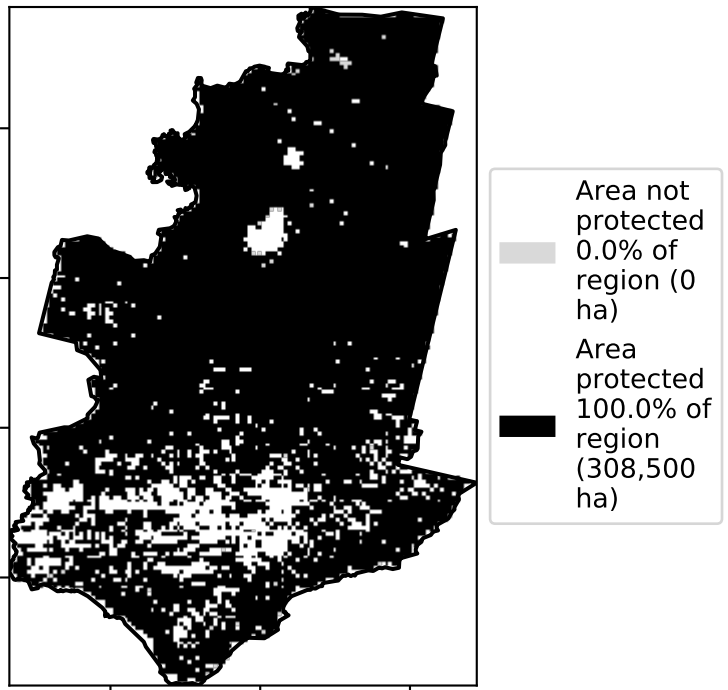 Area not
protected
0.0% of
region (0
ha)
Area
protected
100.0% of
region
(308,500
ha)